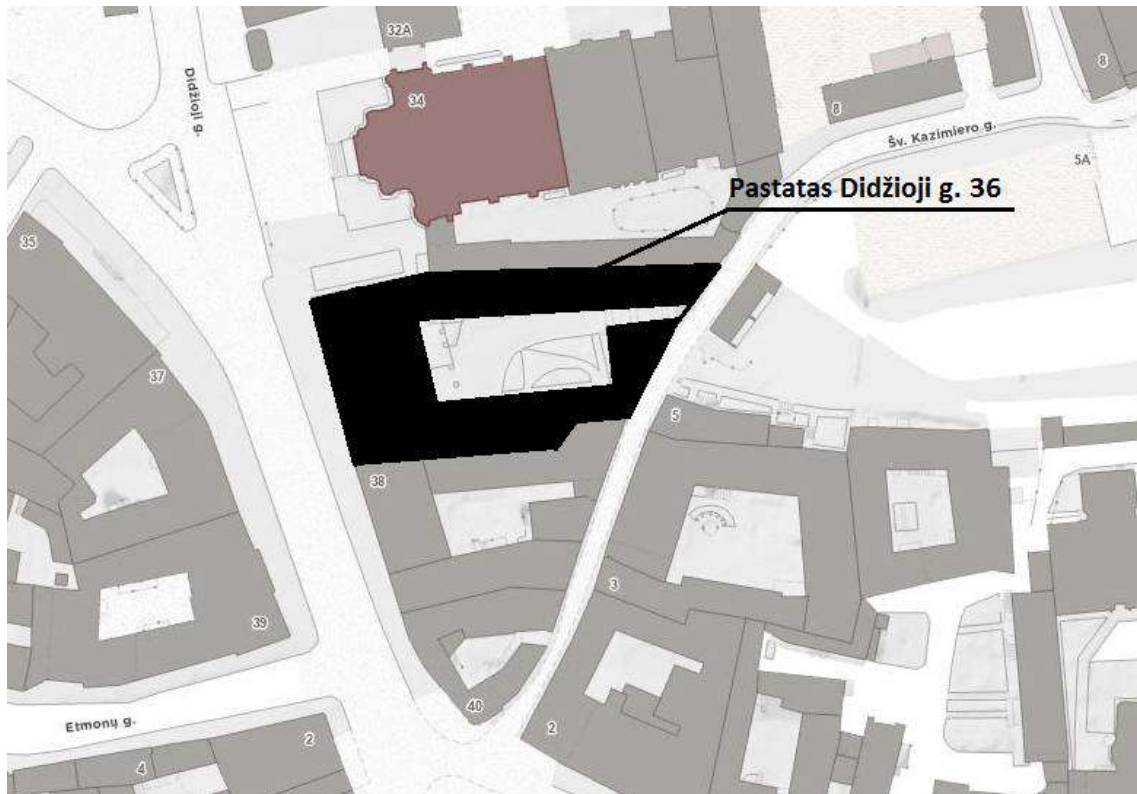 32A
Didžioji g.
34
8
8
Šv. Kazimiero g.
5A
Pastatas Didžioji g. 36
35
37
5
38
3
39
40
2
Etmonų g.
2
4